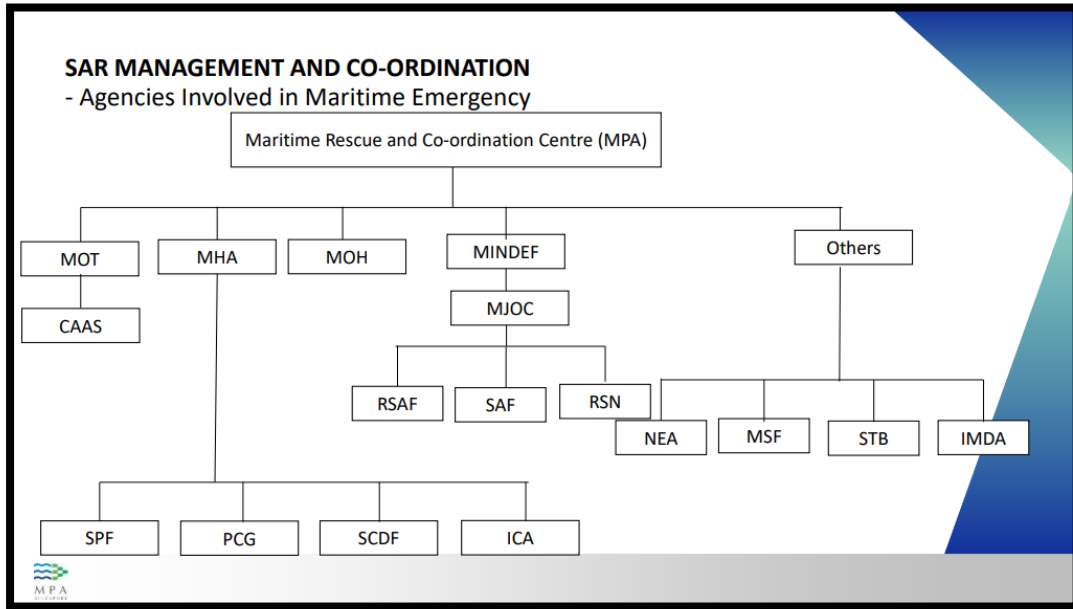 SAR MANAGEMENT AND CO-ORDINATION
- Agencies Involved in Maritime Emergency
Maritime Rescue and Co-ordination Centre (MPA)
MOT
MHA
MOH
MINDEF
Others
CAAS
MJOC
RSAF
SAF
RSN
NEA
MSF
STB
IMDA
SPF
PCG
SCDF
ICA
MPA
SINGAPORE